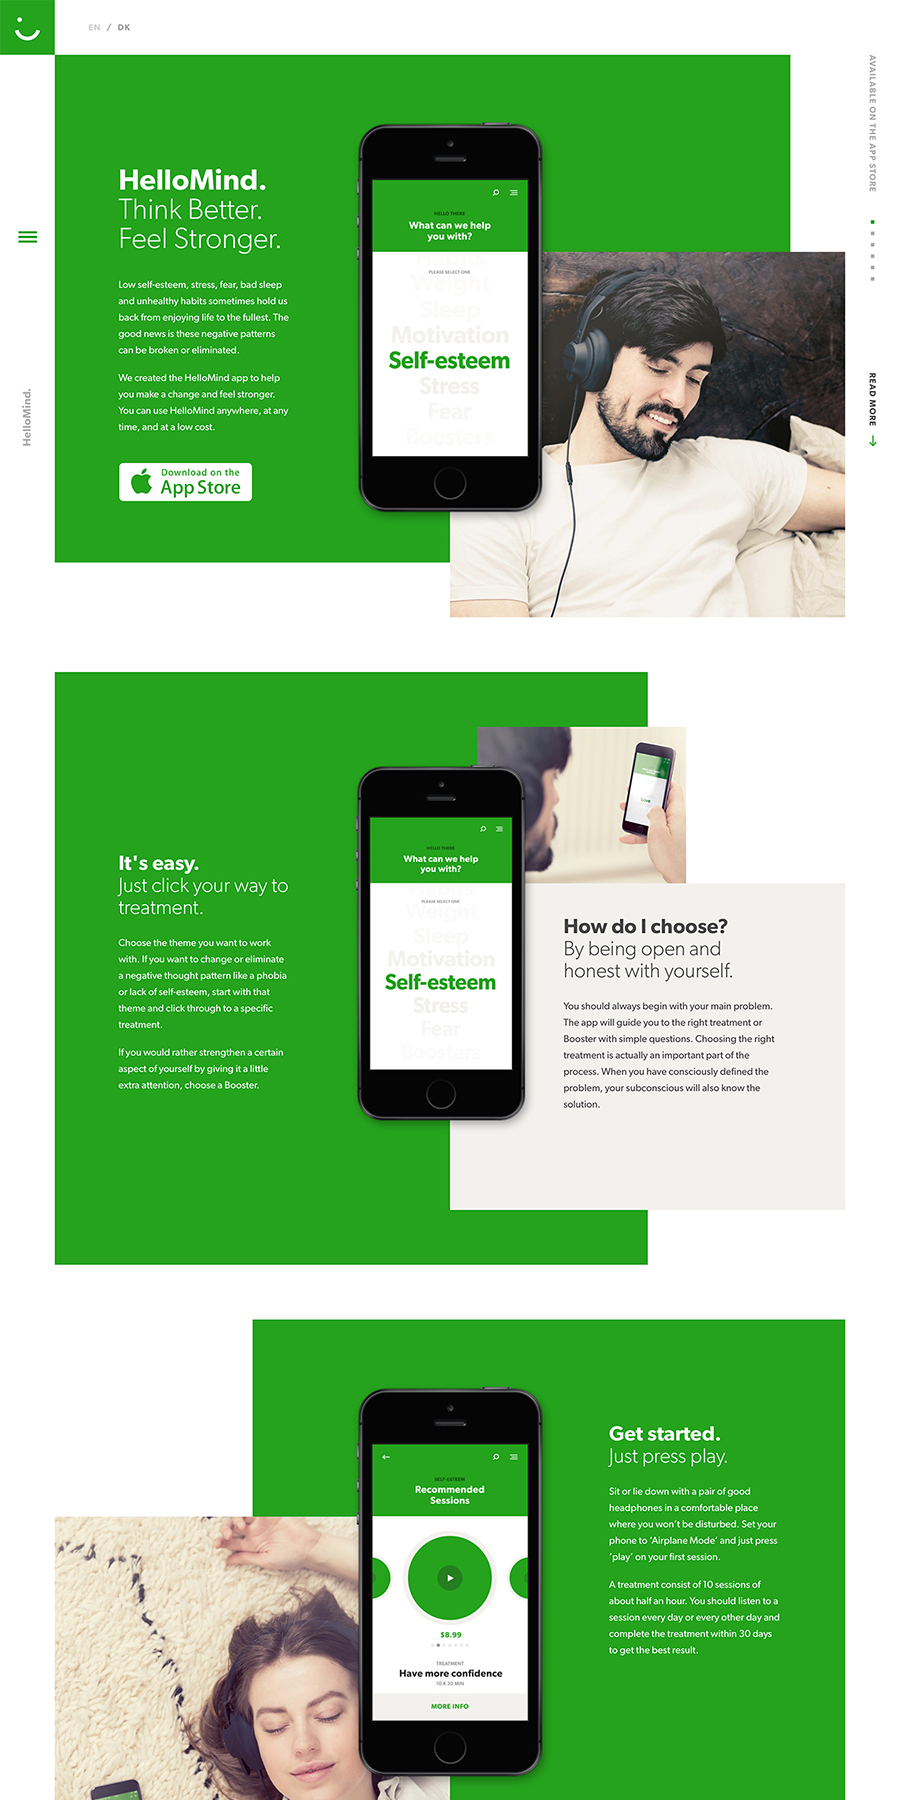 EN / DK
AVAILABLE ON THE APP STORE
READ MORE
HelloMind.
HelloMind.
Think Better.
Feel Stronger.
Low self-esteem, stress, fear, bad sleep
and unhealthy habits sometimes hold us
back from enjoying life to the fullest. The
good news is these negative patterns
can be broken or eliminated.
We created the HelloMind app to help
you make a change and feel stronger.
You can use HelloMind anywhere, at any
time, and at a low cost.
Download on the
App Store
HELLO THERE
What can we help
you with?
Habits
PLEASE SELECT ONE
Weight
Sleep
Motivation
Self-esteem
Stress
Fear
Boosters
It's easy.
Just click your way to
treatment.
Choose the theme you want to work
with. If you want to change or eliminate
a negative thought pattern like a phobia
or lack of self-esteem, start with that
theme and click through to a specific
treatment.
If you would rather strengthen a certain
aspect of yourself by giving it a little
extra attention, choose a Booster.
HELLO THERE
What can we help
you with?
Habits
PLEASE SELECT ONE
Weight
Sleep
Motivation
Self-esteem
Stress
Fear
Boosters
Love
How do I choose?
By being open and
honest with yourself.
You should always begin with your main problem.
The app will guide you to the right treatment or
Booster with simple questions. Choosing the right
treatment is actually an important part of the
process. When you have consciously defined the
problem, your subconscious will also know the
solution.
SELF-ESTEEM
Recommended
Sessions
$8.99
TREATMENT
Have more confidence
10 X 30 MIN
MORE INFO
Get started.
Just press play.
Sit or lie down with a pair of good
headphones in a comfortable place
where you won't be disturbed. Set your
phone to 'Airplane Mode' and just press
'play' on your first session.
A treatment consist of 10 sessions of
about half an hour. You should listen to a
session every day or every other day and
complete the treatment within 30 days
to get the best result.